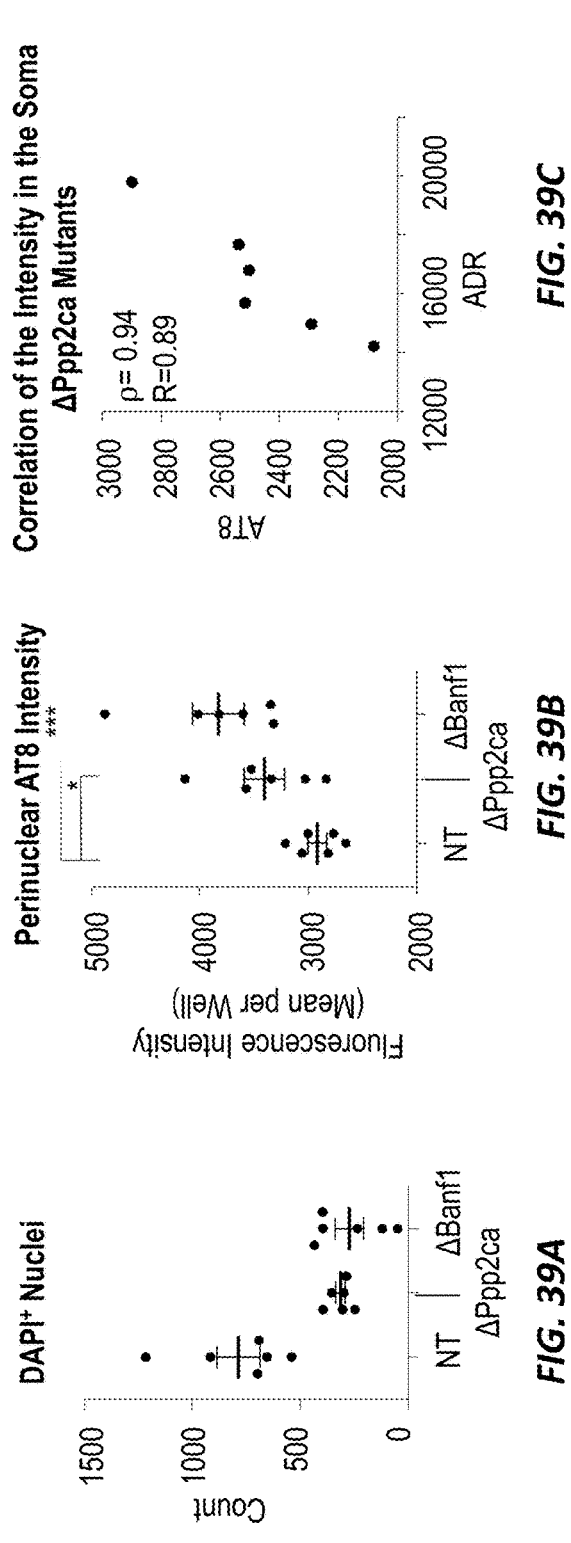 DAPI⁺ Nuclei
Count
1500
1000
500
0
NT
ΔPpp2ca
ΔBanf1
FIG. 39A
Perinuclear AT8 Intensity
***
*
Fluorescence Intensity
(Mean per Well)
5000
4000
3000
2000
NT
ΔPpp2ca
ΔBanf1
FIG. 39B
Correlation of the Intensity in the Soma
ΔPpp2ca Mutants
ρ= 0.94
R=0.89
AT8
3000
2800
2600
2400
2200
2000
12000
16000
20000
ADR
FIG. 39C